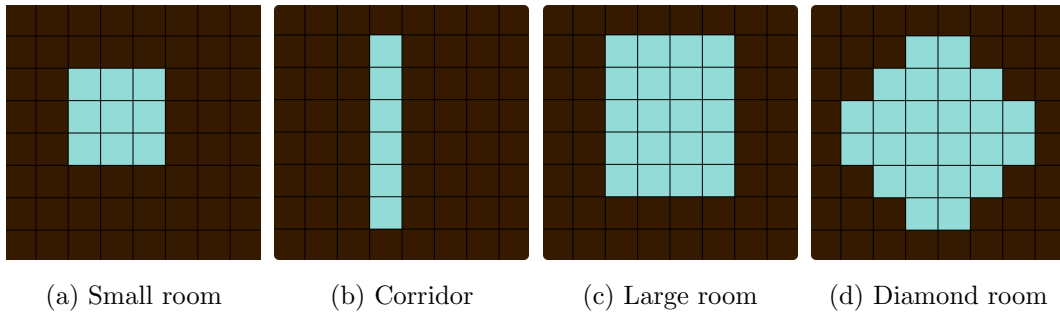 (a) Small room
(b) Corridor
(c) Large room
(d) Diamond room